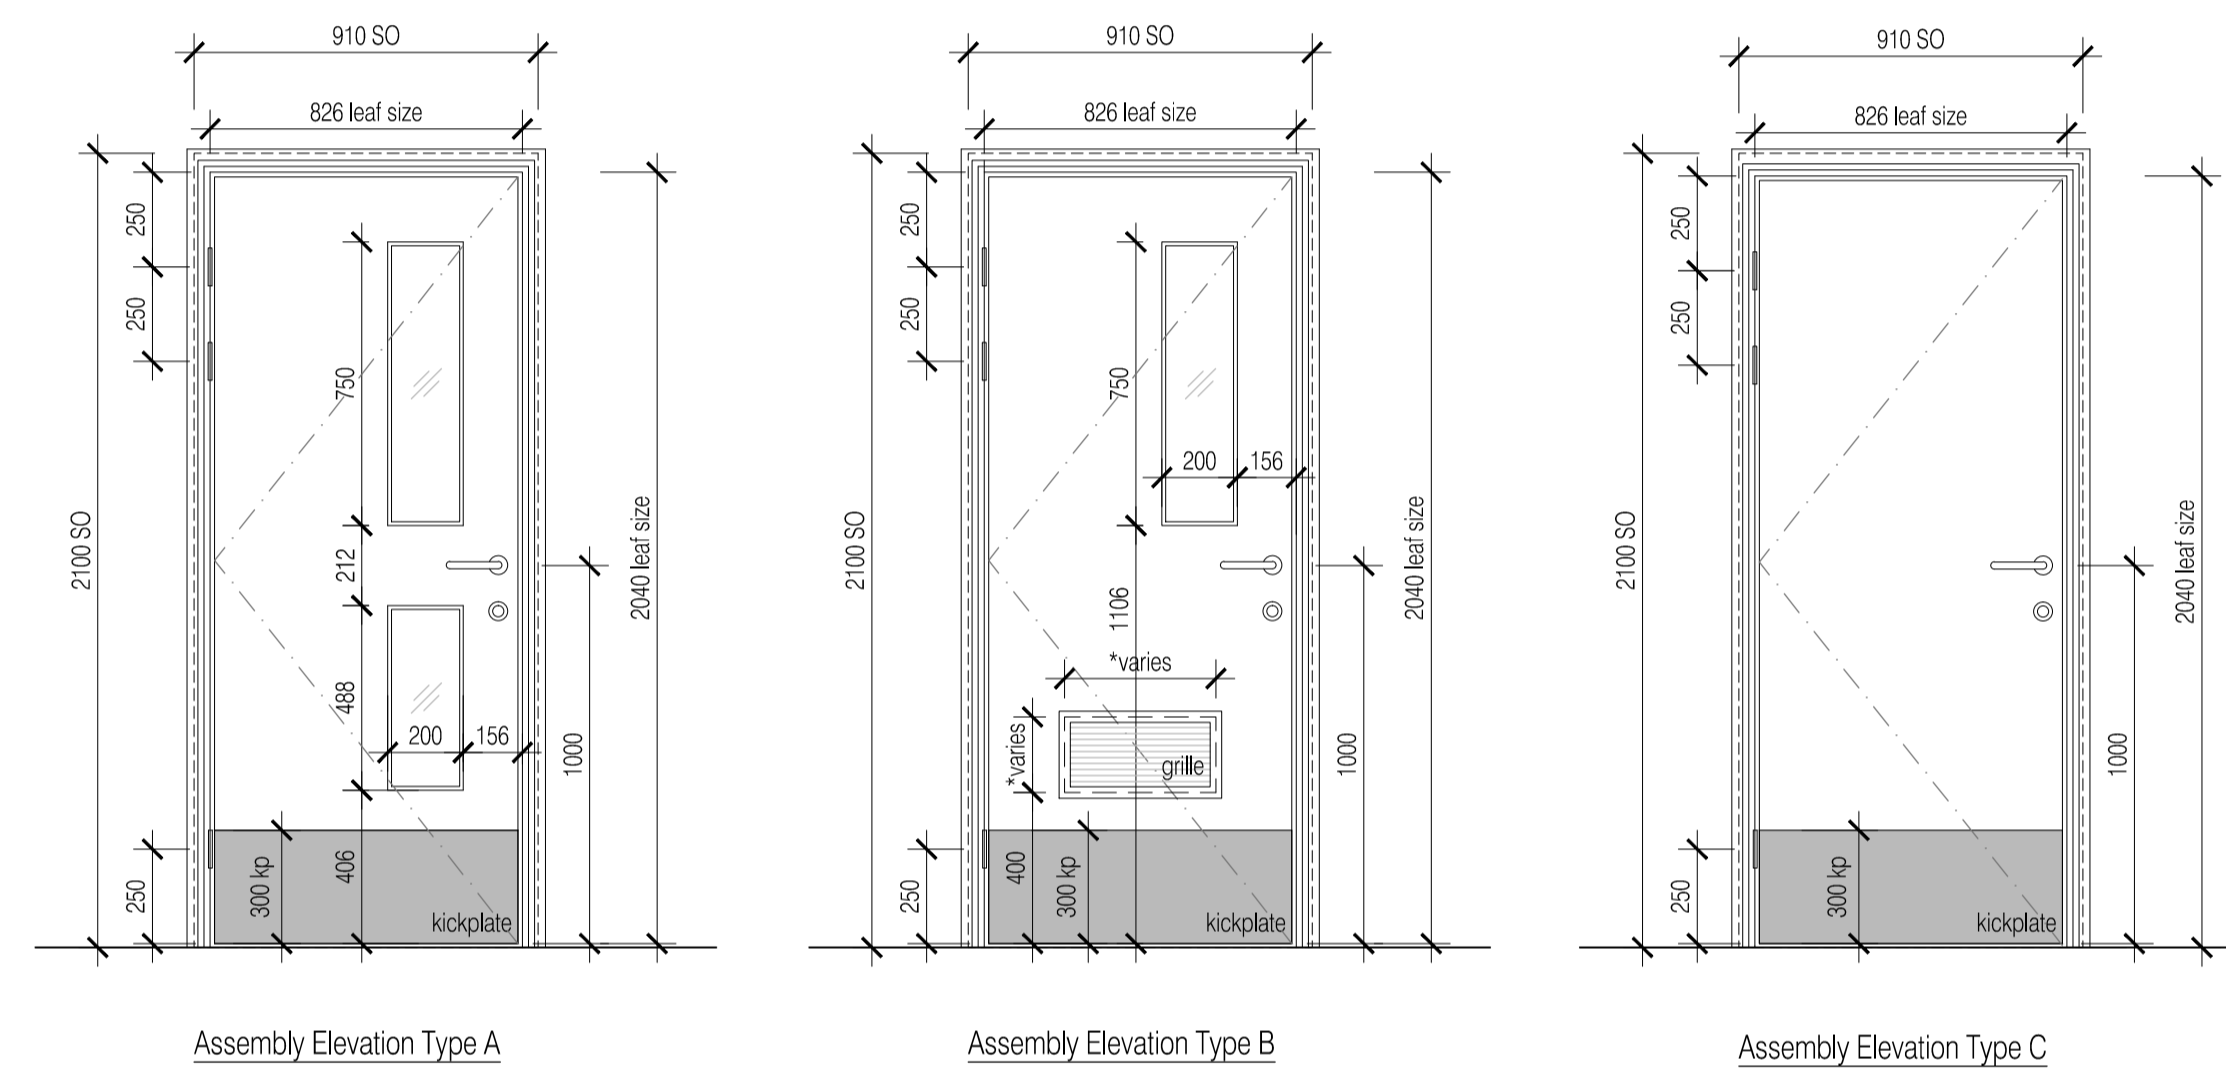 910 SO
826 leaf size
250
250
750
2100 SO
212
2040 leaf size
488
200
156
1000
250
300 kp
406
kickplate
Assembly Elevation Type A
910 SO
826 leaf size
250
250
750
200
156
2100 SO
1106
2040 leaf size
*varies
*varies
grille
1000
250
400
300 kp
kickplate
Assembly Elevation Type B
910 SO
826 leaf size
250
250
2100 SO
2040 leaf size
1000
250
300 kp
kickplate
Assembly Elevation Type C